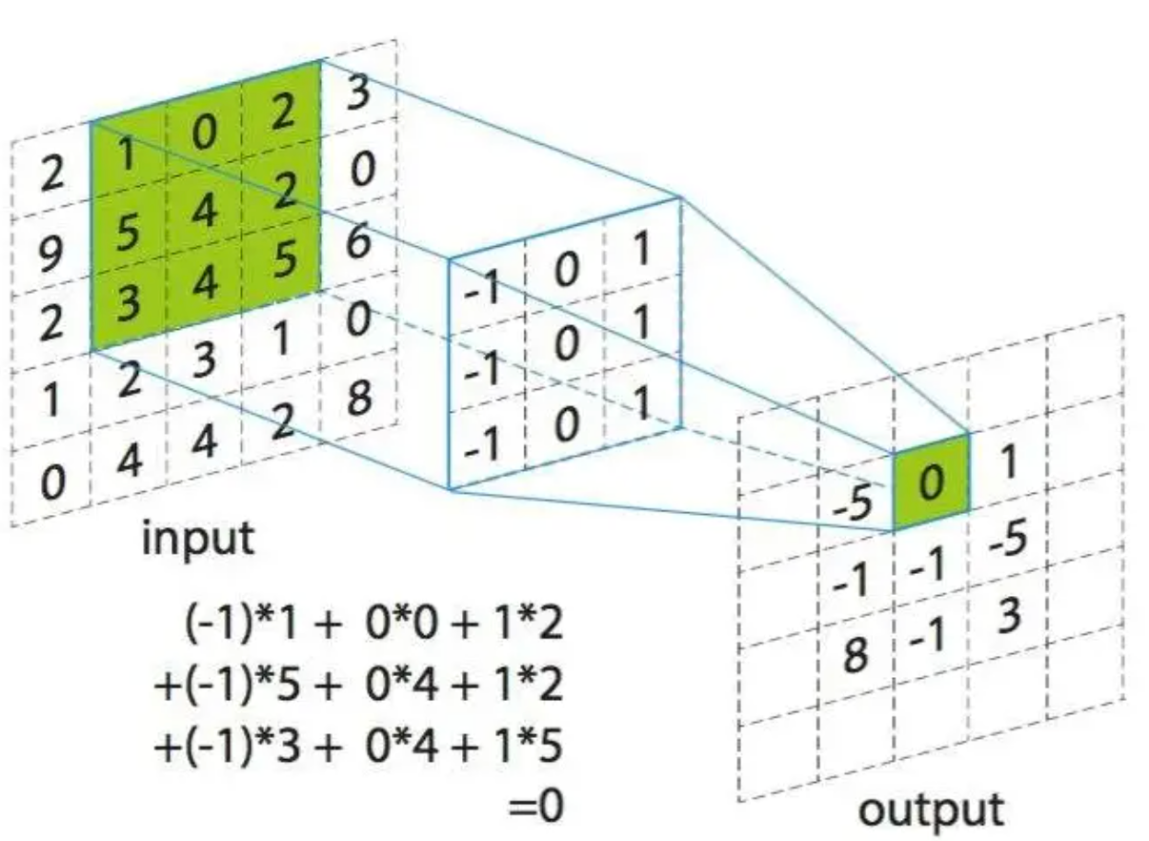 2 1 0 2 3
9 5 4 2 0
2 3 4 5 6
1 2 3 1 0
0 4 4 2 8
input
-1 0 1
-1 0 1
-1 0 1
-5 0 1
-1 -1 -5
8 -1 3
output
(-1)*1 + 0*0 + 1*2
+(-1)*5 + 0*4 + 1*2
+(-1)*3 + 0*4 + 1*5
=0